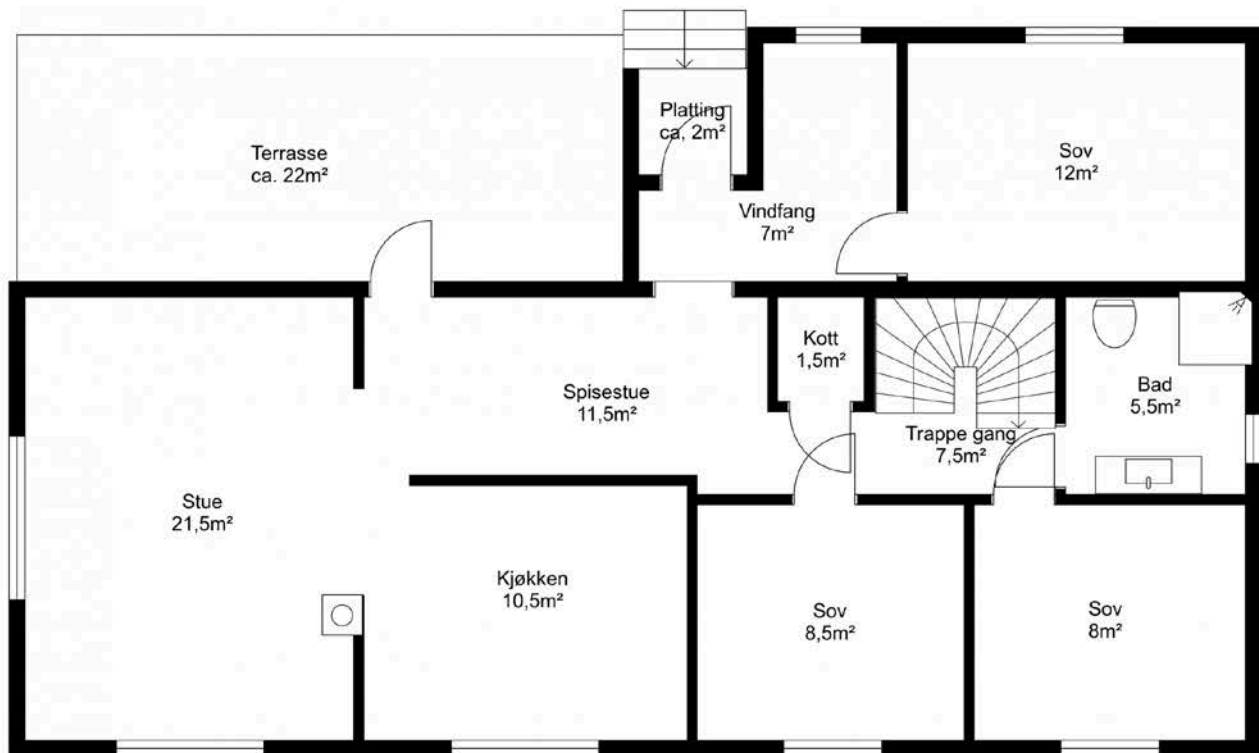 Terrasse
ca. 22m²
Platting
ca, 2m²
Vindfang
7m²
Sov
12m²
Kott
1,5m²
Spisestue
11,5m²
Trappe gang
7,5m²
Bad
5,5m²
Stue
21,5m²
Kjøkken
10,5m²
Sov
8,5m²
Sov
8m²